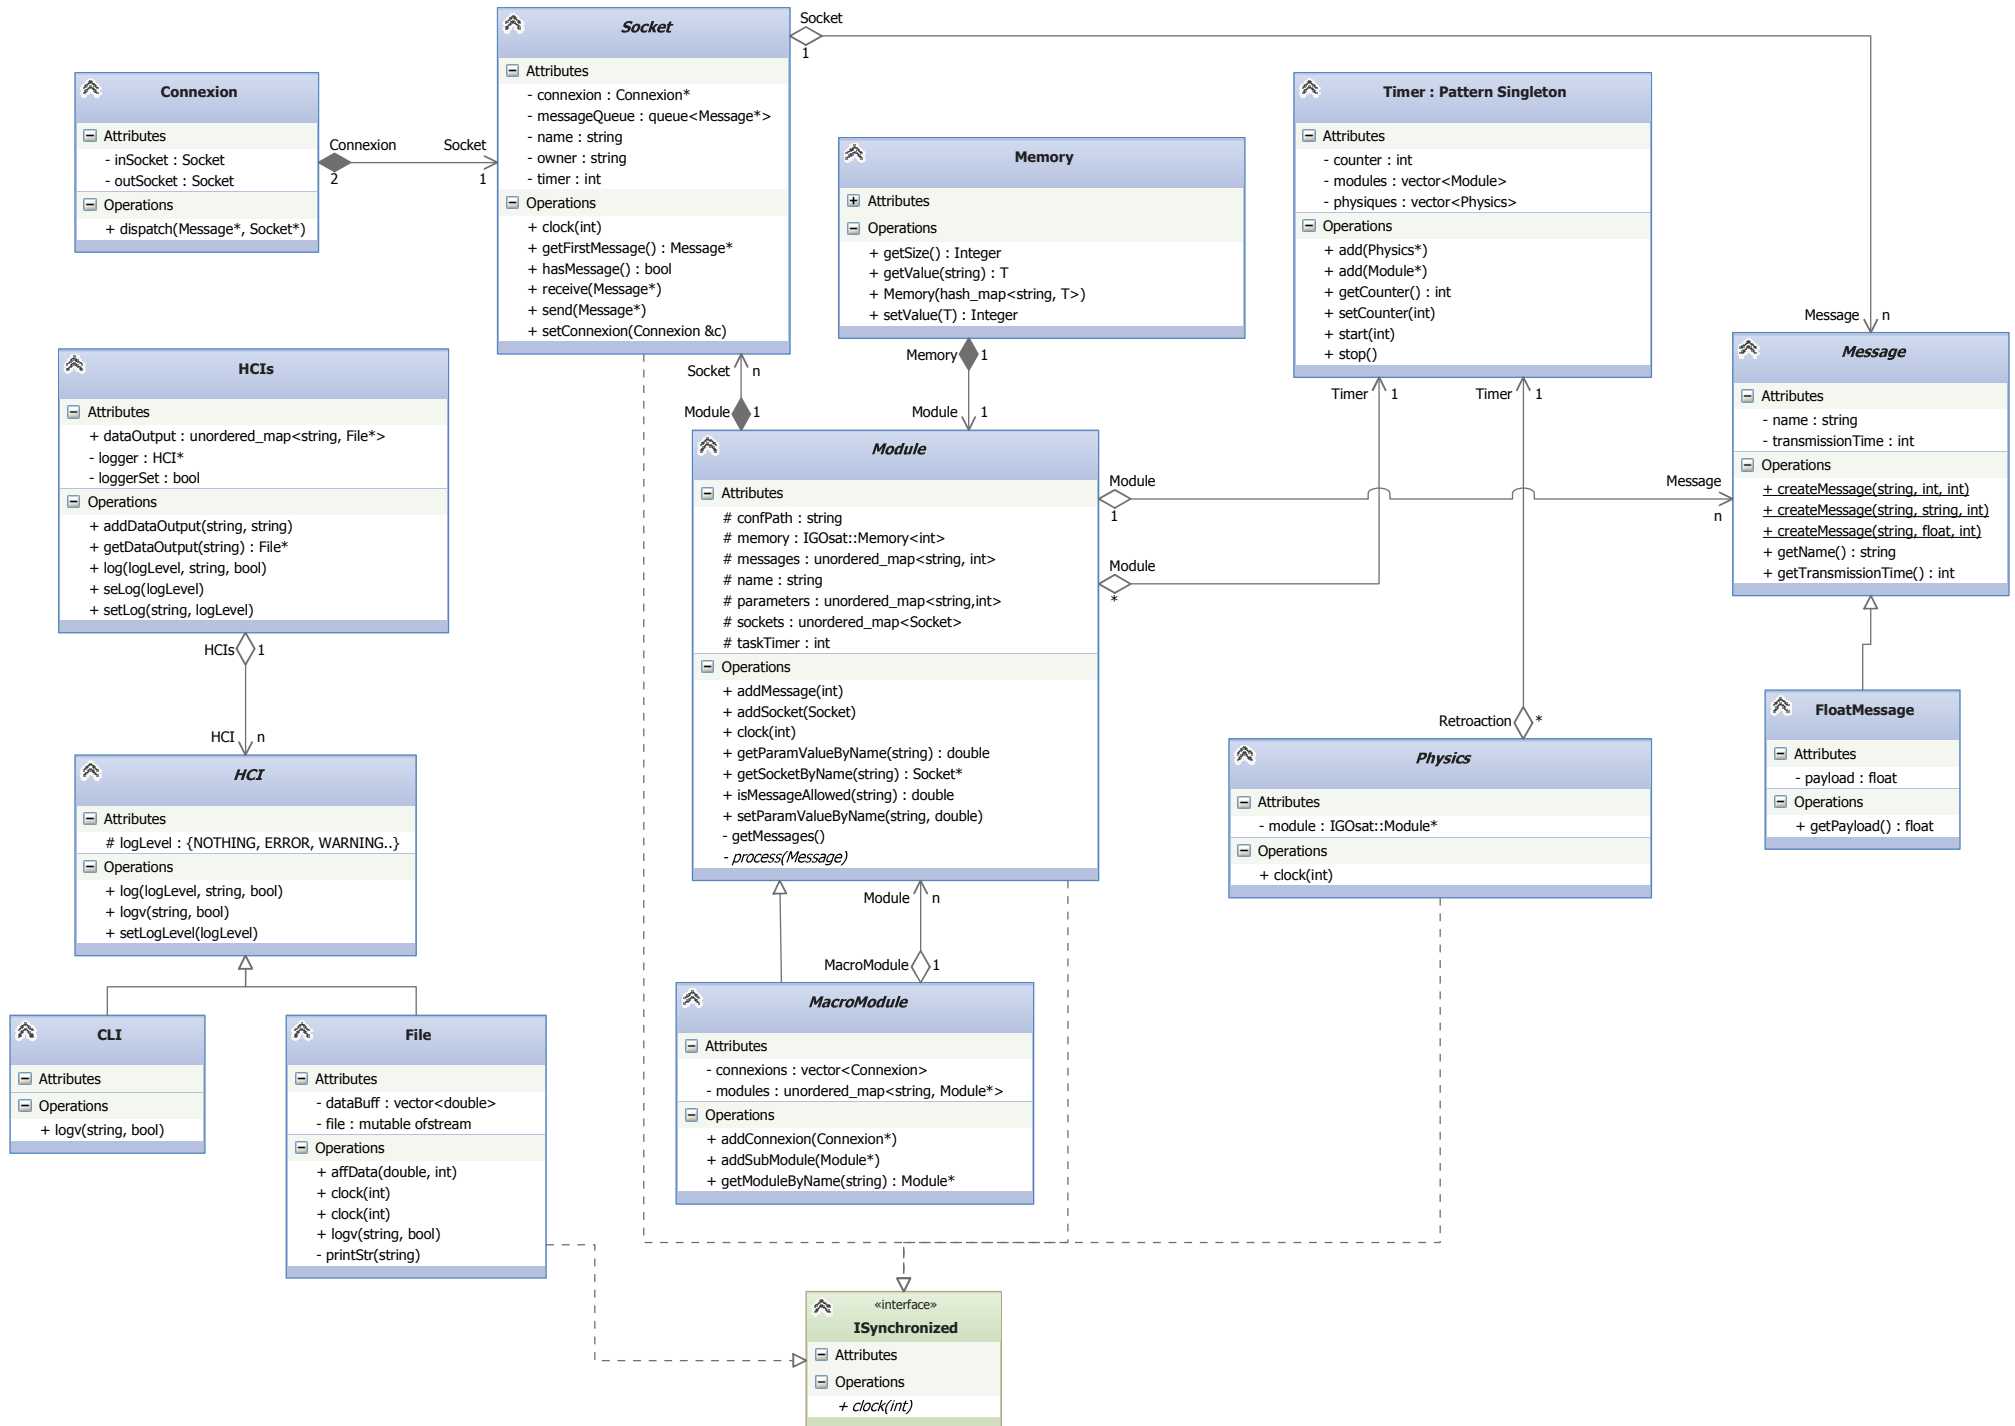 Socket
Attributes
- connexion : Connexion*
- messageQueue : queue<Message*>
- name : string
- owner : string
- timer : int
Operations
+ clock(int)
+ getFirstMessage() : Message*
+ hasMessage() : bool
+ receive(Message*)
+ send(Message*)
+ setConnexion(Connexion &c)
Socket
1
Connexion
Attributes
- inSocket : Socket
- outSocket : Socket
Operations
+ dispatch(Message*, Socket*)
Connexion
2
Socket
1
Memory
Attributes
Operations
+ getSize() : Integer
+ getValue(string) : T
+ Memory(hash_map<string, T>)
+ setValue(T) : Integer
Timer : Pattern Singleton
Attributes
- counter : int
- modules : vector<Module>
- physiques : vector<Physics>
Operations
+ add(Physics*)
+ add(Module*)
+ getCounter() : int
+ setCounter(int)
+ start(int)
+ stop()
Message
n
Message
Attributes
- name : string
- transmissionTime : int
Operations
+ createMessage(string, int, int)
+ createMessage(string, string, int)
+ createMessage(string, float, int)
+ getName() : string
+ getTransmissionTime() : int
HCIs
Attributes
+ dataOutput : unordered_map<string, File*>
- logger : HCI*
- loggerSet : bool
Operations
+ addDataOutput(string, string)
+ getDataOutput(string) : File*
+ log(logLevel, string, bool)
+ seLog(logLevel)
+ setLog(string, logLevel)
HCIs
1
HCI
n
Socket
n
Module
1
Memory
1
Module
1
Timer
1
Timer
1
Module
Attributes
# confPath : string
# memory : IGOsat::Memory<int>
# messages : unordered_map<string, int>
# name : string
# parameters : unordered_map<string,int>
# sockets : unordered_map<Socket>
# taskTimer : int
Operations
+ addMessage(int)
+ addSocket(Socket)
+ clock(int)
+ getParamValueByName(string) : double
+ getSocketByName(string) : Socket*
+ isMessageAllowed(string) : double
+ setParamValueByName(string, double)
- getMessages()
- process(Message)
Module
1
Message
n
Module
*
Retroaction
*
Physics
Attributes
- module : IGOsat::Module*
Operations
+ clock(int)
FloatMessage
Attributes
- payload : float
Operations
+ getPayload() : float
HCI
Attributes
# logLevel : {NOTHING, ERROR, WARNING..}
Operations
+ log(logLevel, string, bool)
+ logv(string, bool)
+ setLogLevel(logLevel)
Module
n
MacroModule
1
CLI
Attributes
Operations
+ logv(string, bool)
File
Attributes
- dataBuff : vector<double>
- file : mutable ofstream
Operations
+ affData(double, int)
+ clock(int)
+ clock(int)
+ logv(string, bool)
- printStr(string)
MacroModule
Attributes
- connexions : vector<Connexion>
- modules : unordered_map<string, Module*>
Operations
+ addConnexion(Connexion*)
+ addSubModule(Module*)
+ getModuleByName(string) : Module*
«interface»
ISynchronized
Attributes
Operations
+ clock(int)